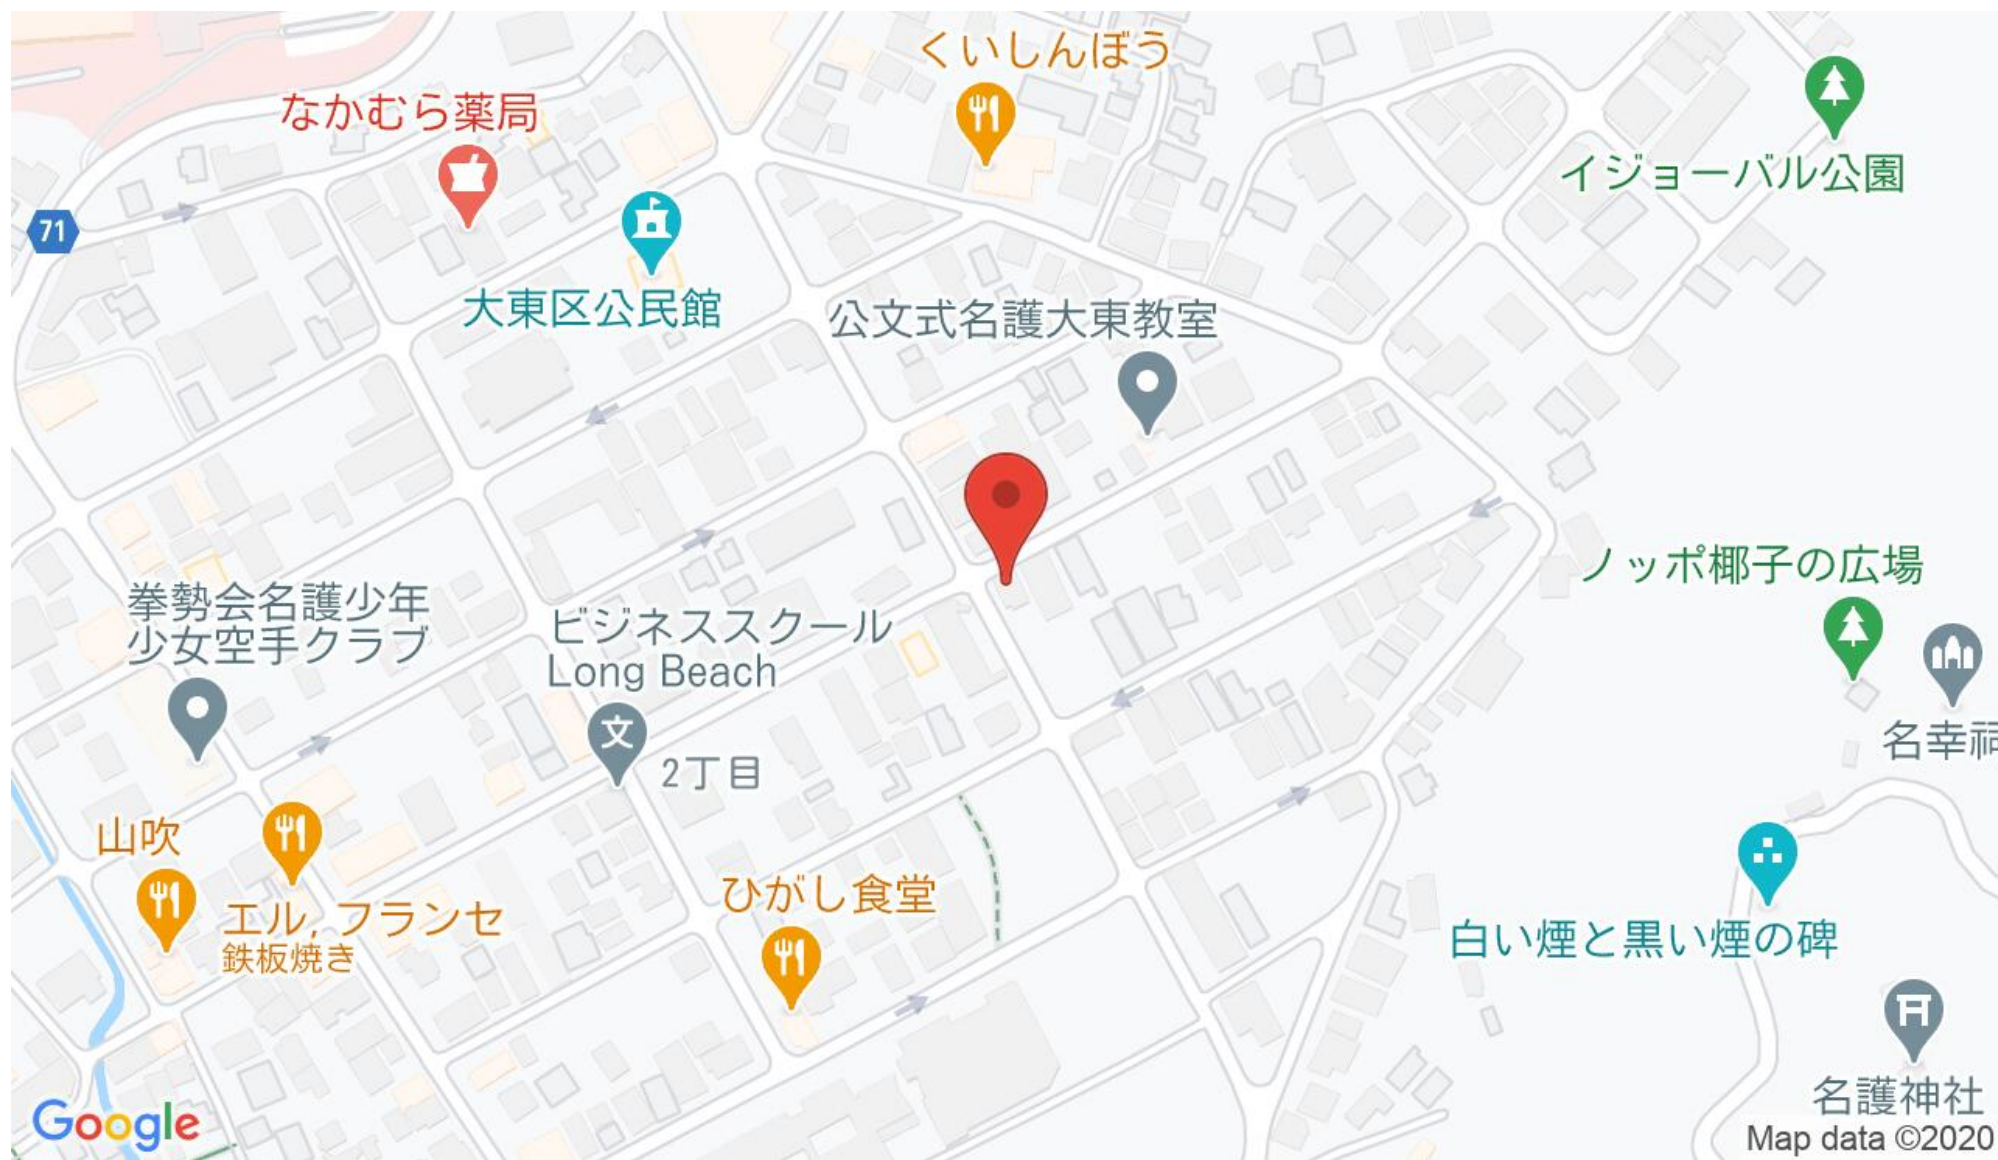 くいしんぼう
なかむら薬局
イジョーバル公園
71
大東区公民館
公文式名護大東教室
ノッポ椰子の広場
拳勢会名護少年
少女空手クラブ
ビジネススクール
Long Beach
文
名幸祠
2丁目
山吹
エル, フランセ
鉄板焼き
ひがし食堂
白い煙と黒い煙の碑
名護神社
Google
Map data ©2020